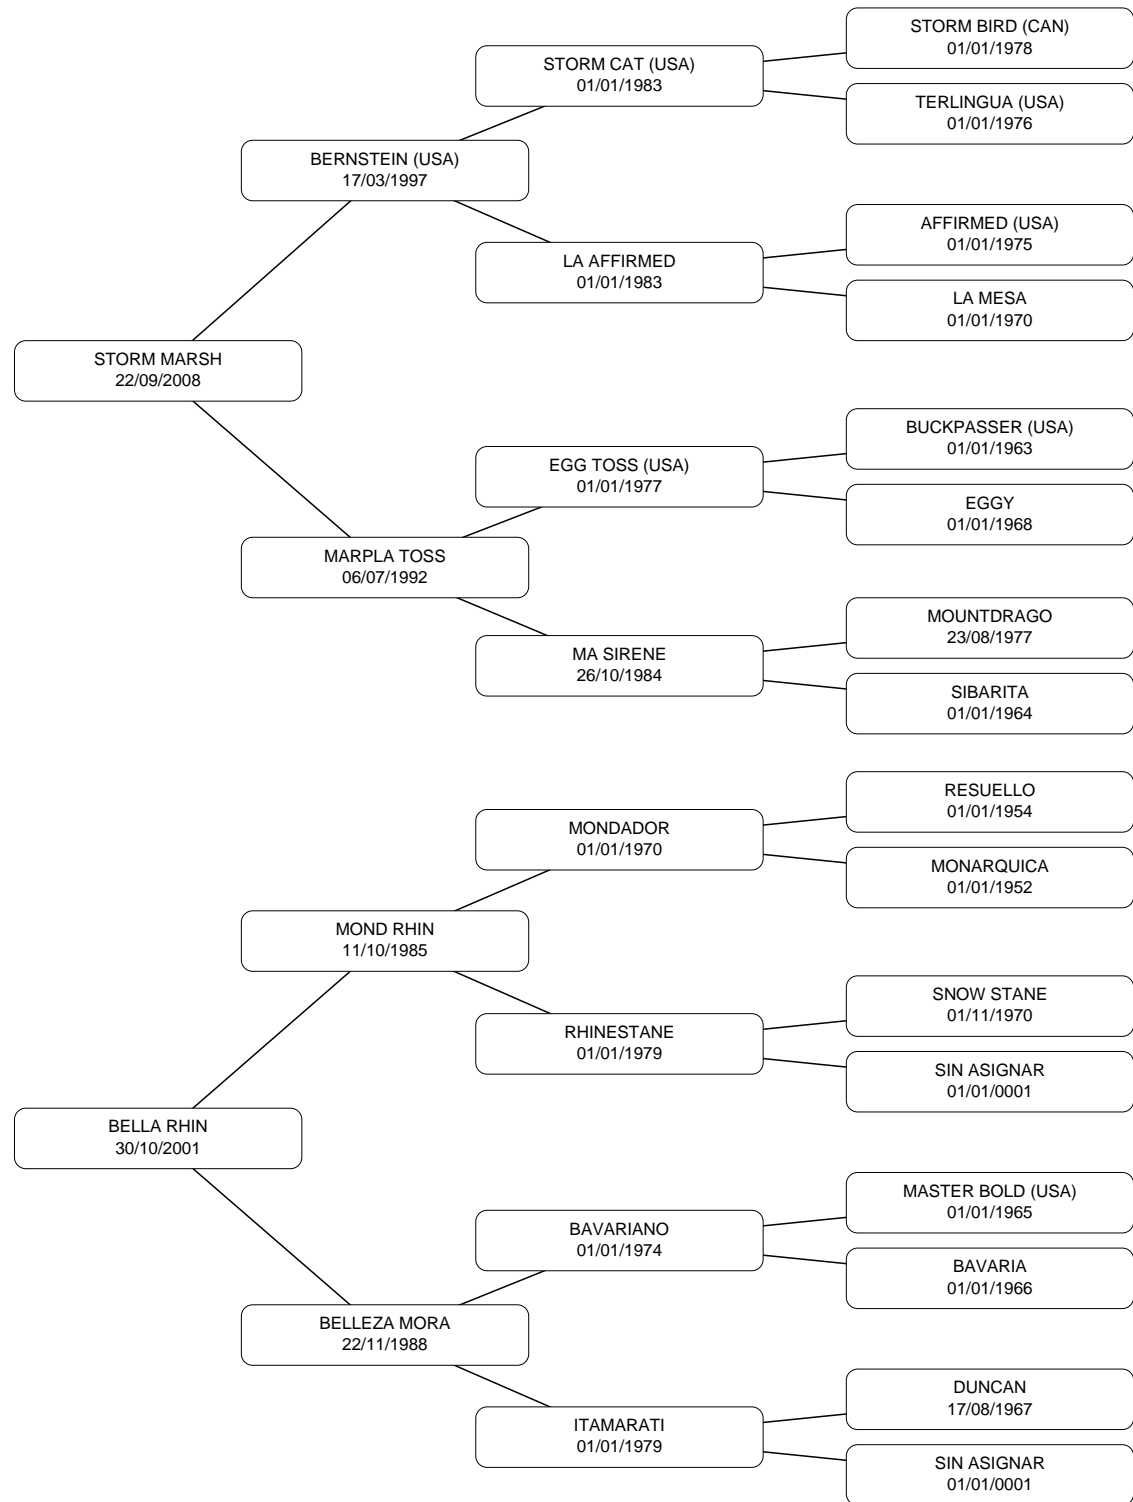 STORM BIRD (CAN)
01/01/1978
STORM CAT (USA)
01/01/1983
TERLINGUA (USA)
01/01/1976
BERNSTEIN (USA)
17/03/1997
AFFIRMED (USA)
01/01/1975
LA AFFIRMED
01/01/1983
LA MESA
01/01/1970
STORM MARSH
22/09/2008
BUCKPASSER (USA)
01/01/1963
EGG TOSS (USA)
01/01/1977
EGGY
01/01/1968
MARPLA TOSS
06/07/1992
MOUNTDRAGO
23/08/1977
MA SIRENE
26/10/1984
SIBARITA
01/01/1964
RESUELLO
01/01/1954
MONDADOR
01/01/1970
MONARQUICA
01/01/1952
MOND RHIN
11/10/1985
SNOW STANE
01/11/1970
RHINESTANE
01/01/1979
SIN ASIGNAR
01/01/0001
BELLA RHIN
30/10/2001
MASTER BOLD (USA)
01/01/1965
BAVARIANO
01/01/1974
BAVARIA
01/01/1966
BELLEZA MORA
22/11/1988
DUNCAN
17/08/1967
ITAMARATI
01/01/1979
SIN ASIGNAR
01/01/0001